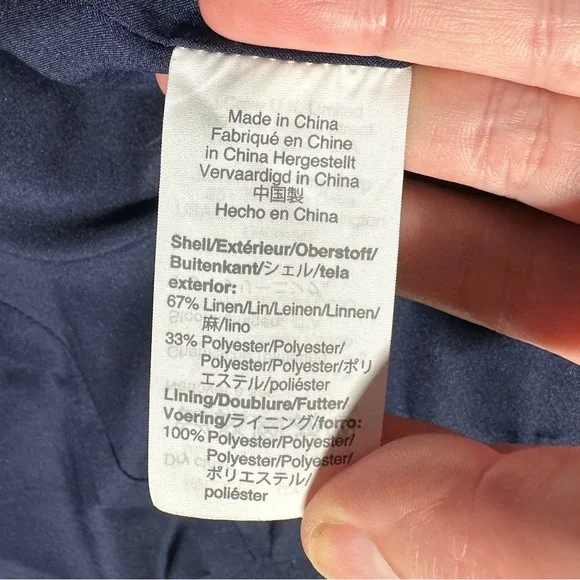 Made in China
Fabriqué en Chine
in China Hergestellt
Vervaardigd in China
中国製
Hecho en China
Shell/Extérieur/Oberstoff/
Buitenkant/シェル/tela
exterior:
67% Linen/Lin/Leinen/Linnen/
麻/lino
33% Polyester/Polyester/
Polyester/Polyester/ポリ
エステル/poliéster
Lining/Doublure/Futter/
Voering/ライニング/forro:
100% Polyester/Polyester/
Polyester/Polyester/
ポリエステル/
poliéster